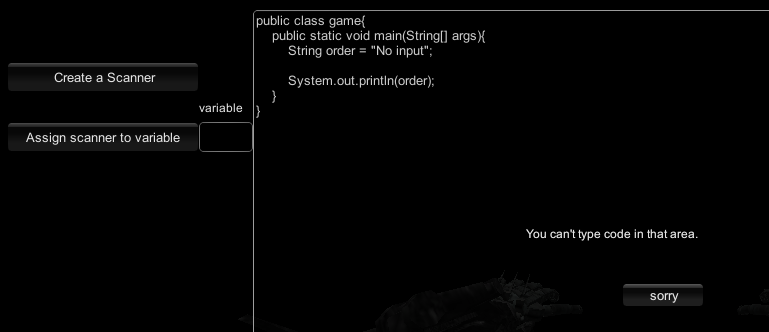 public class game{
public static void main(String[] args){
String order = "No input";
System.out.println(order);
}
}
Create a Scanner
variable
Assign scanner to variable
You can't type code in that area.
sorry